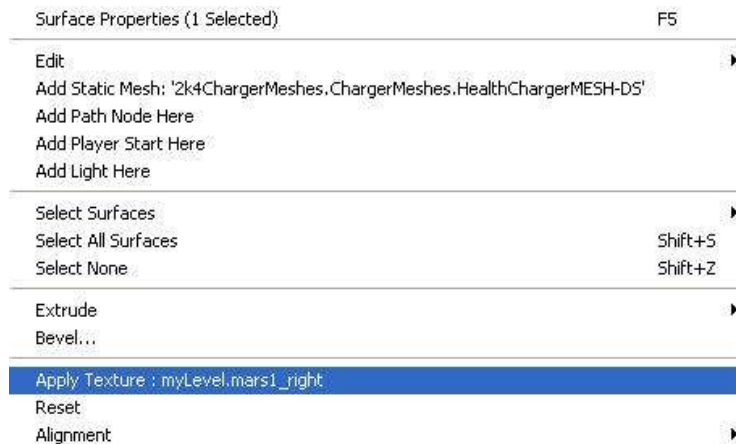 Surface Properties (1 Selected) F5
Edit
Add Static Mesh: '2k4ChargerMeshes.ChargerMeshes.HealthChargerMESH-DS'
Add Path Node Here
Add Player Start Here
Add Light Here
Select Surfaces
Select All Surfaces Shift+S
Select None Shift+Z
Extrude
Bevel...
Apply Texture : myLevel.mars1_right
Reset
Alignment